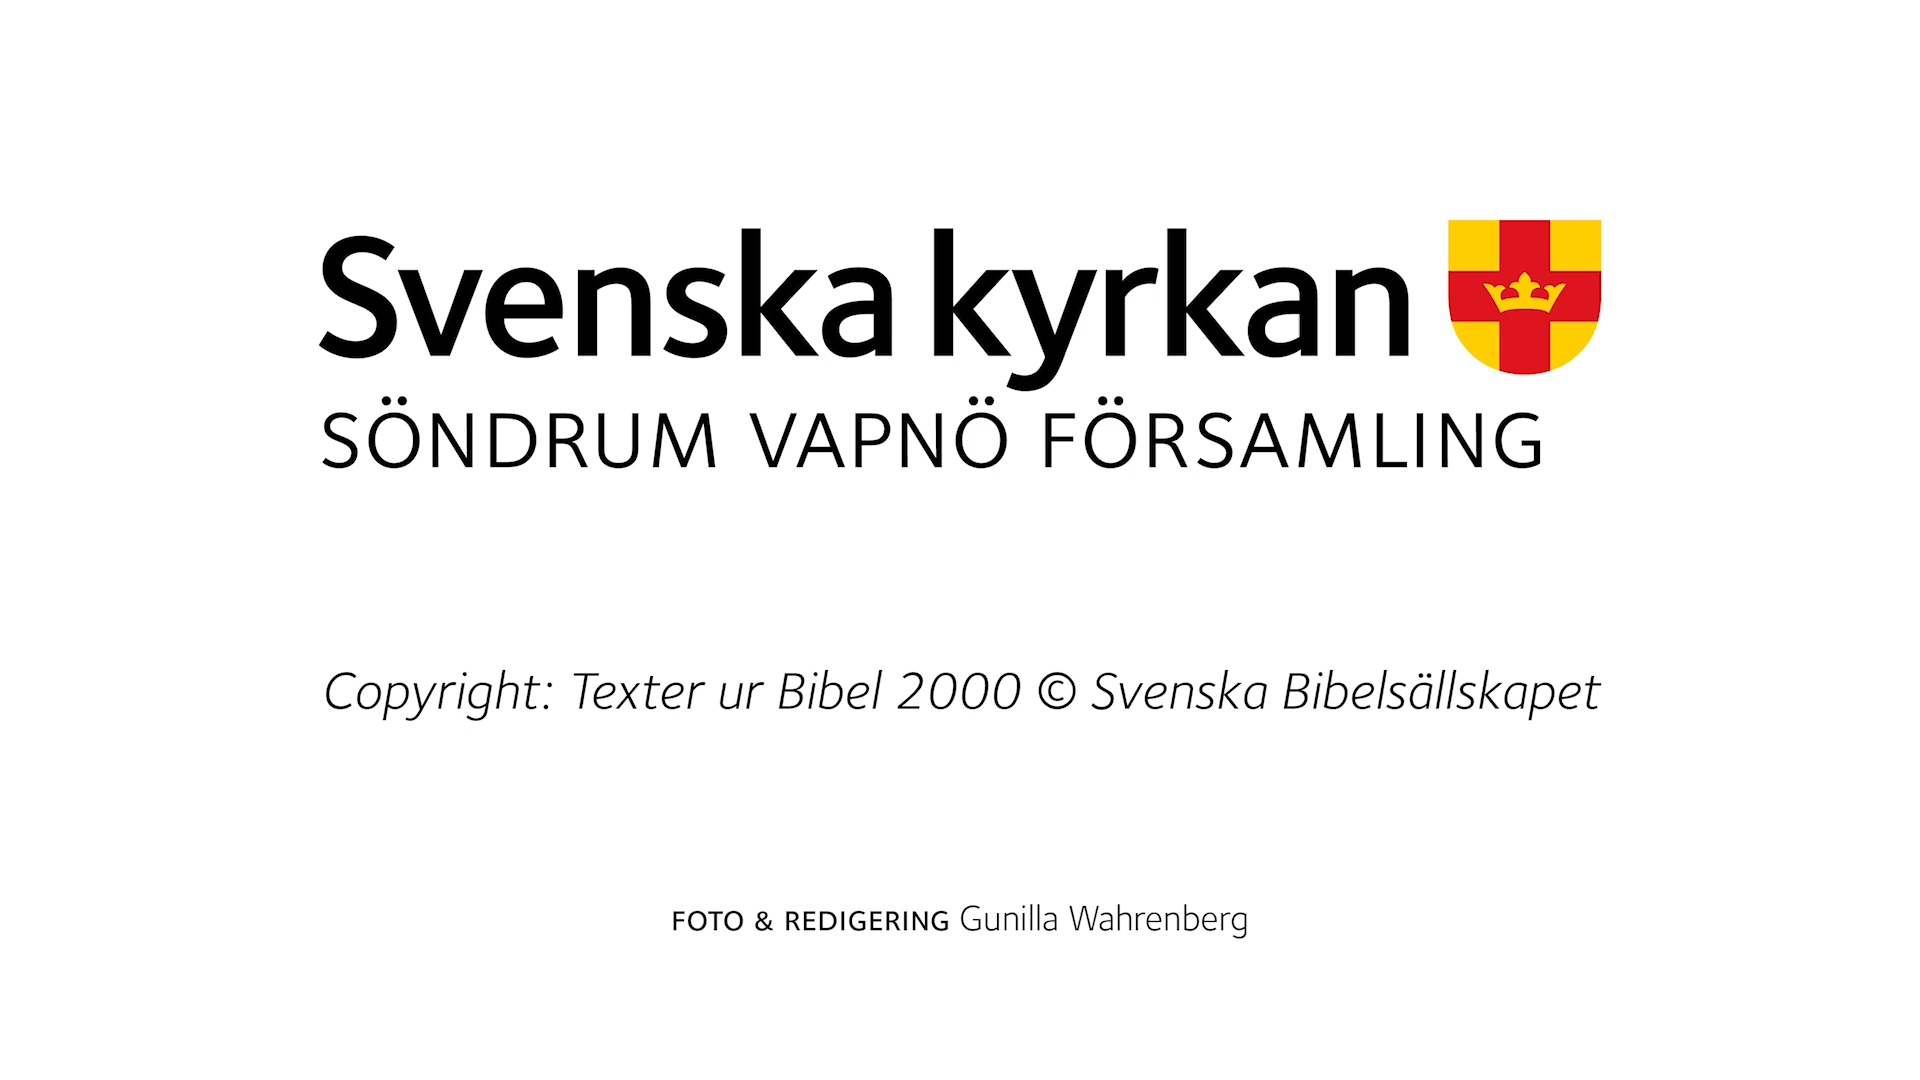 Svenska kyrkan
SÖNDRUM VAPNÖ FÖRSAMLING
Copyright: Texter ur Bibel 2000 © Svenska Bibelsällskapet
FOTO & REDIGERING Gunilla Wahrenberg